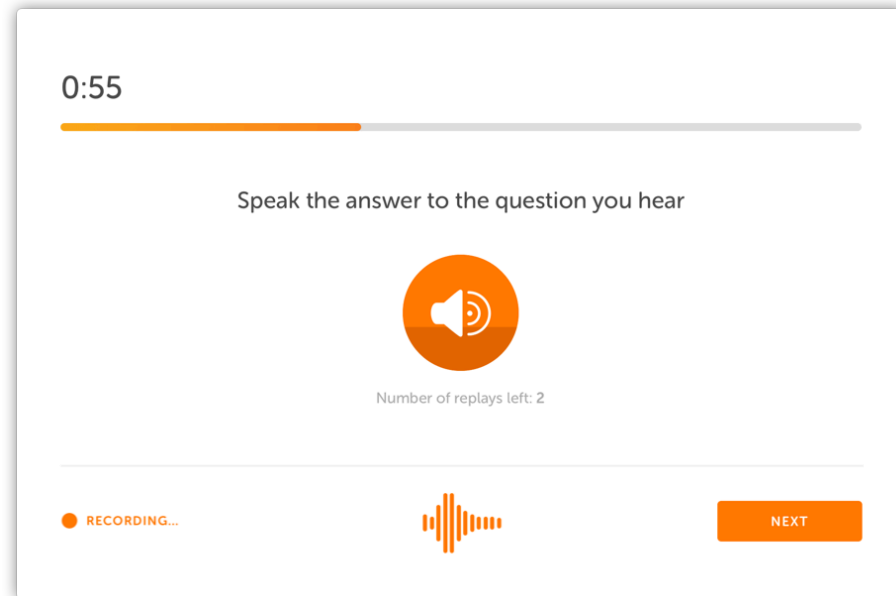 0:55
Speak the answer to the question you hear
Number of replays left: 2
RECORDING...
NEXT